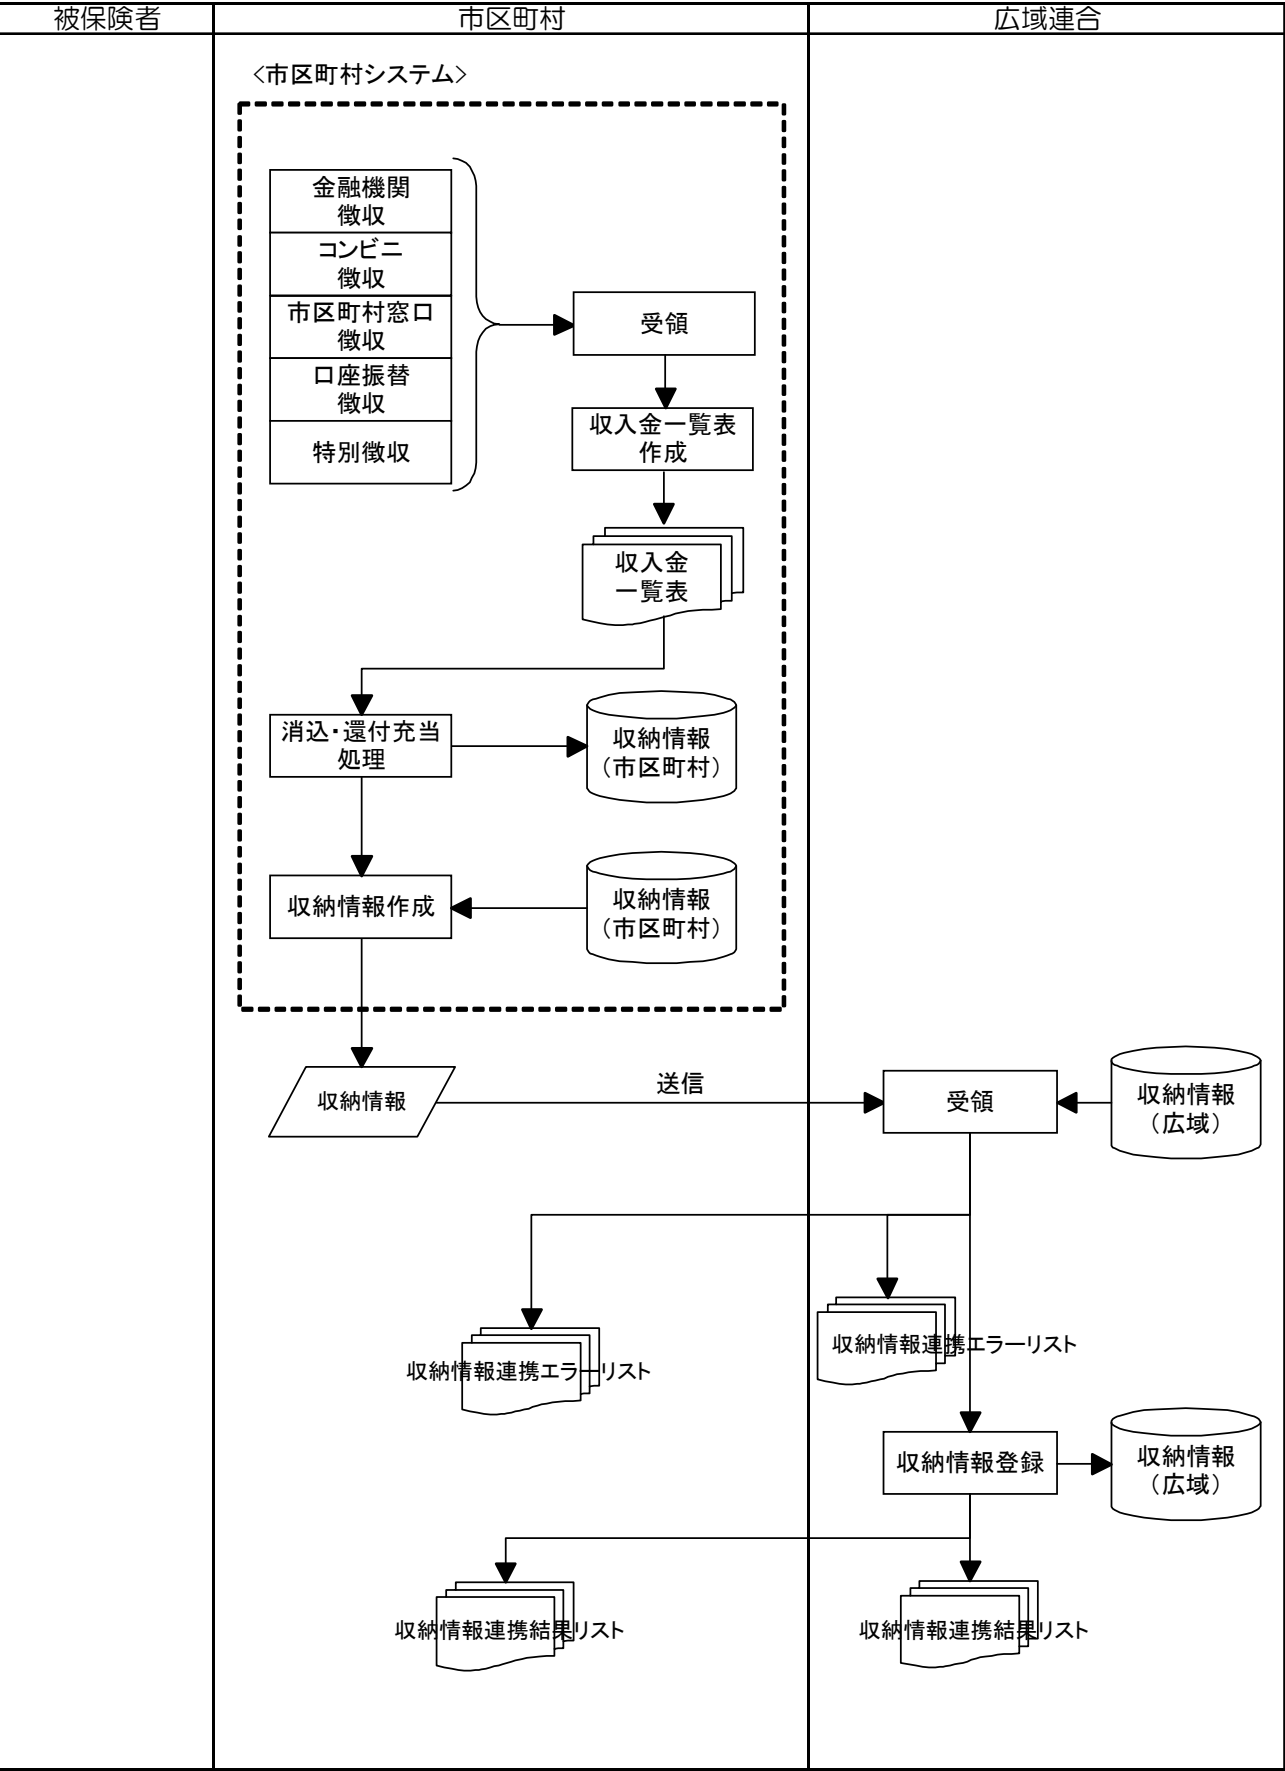 被保険者
市区町村
広域連合
<市区町村システム>
金融機関
徴収
コンビニ
徴収
市区町村窓口
徴収
口座振替
徴収
特別徴収
受領
収入金一覧表
作成
収入金
一覧表
消込・還付充当
処理
収納情報
（市区町村）
収納情報作成
収納情報
（市区町村）
収納情報
送信
受領
収納情報
（広域）
収納情報連携エラーリスト
収納情報連携エラーリスト
収納情報登録
収納情報
（広域）
収納情報連携結果リスト
収納情報連携結果リスト